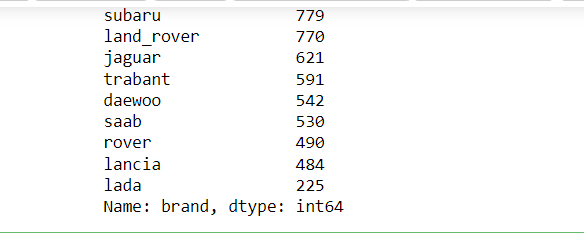 subaru 779
land_rover 770
jaguar 621
trabant 591
daewoo 542
saab 530
rover 490
lancia 484
lada 225
Name: brand, dtype: int64